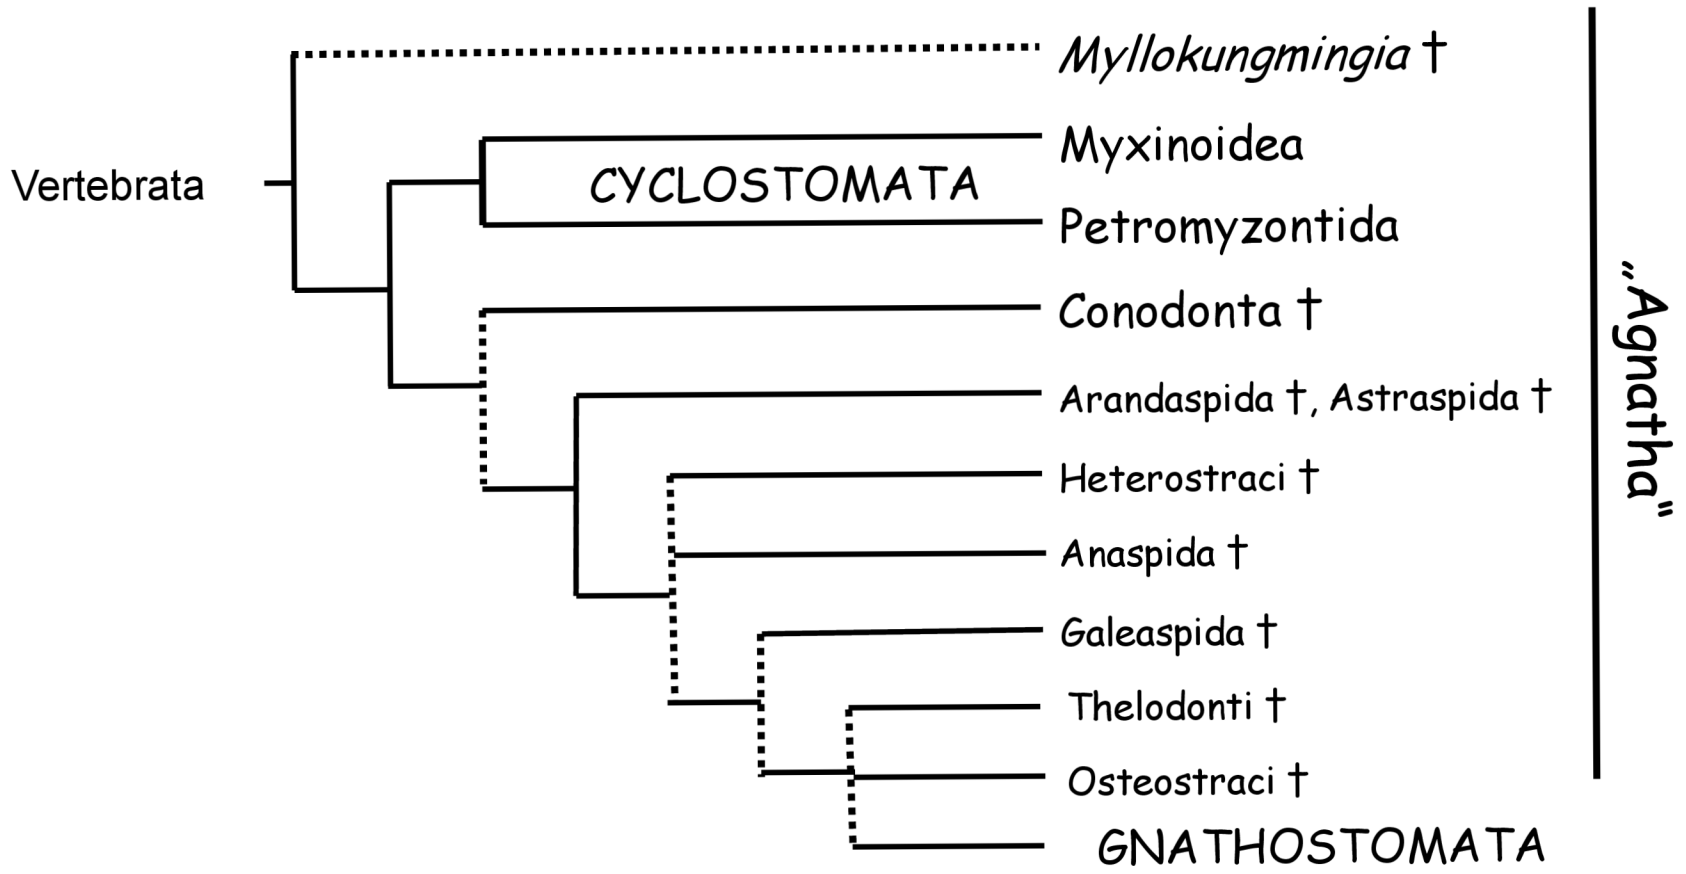 Myllokungmingia †
Myxinoidea
Vertebrata
CYCLOSTOMATA
Petromyzontida
Conodonta †
Arandaspida †, Astraspida †
Heterostraci †
Anaspida †
Galeaspida †
Thelodonti †
Osteostraci †
GNATHOSTOMATA
„Agnatha“